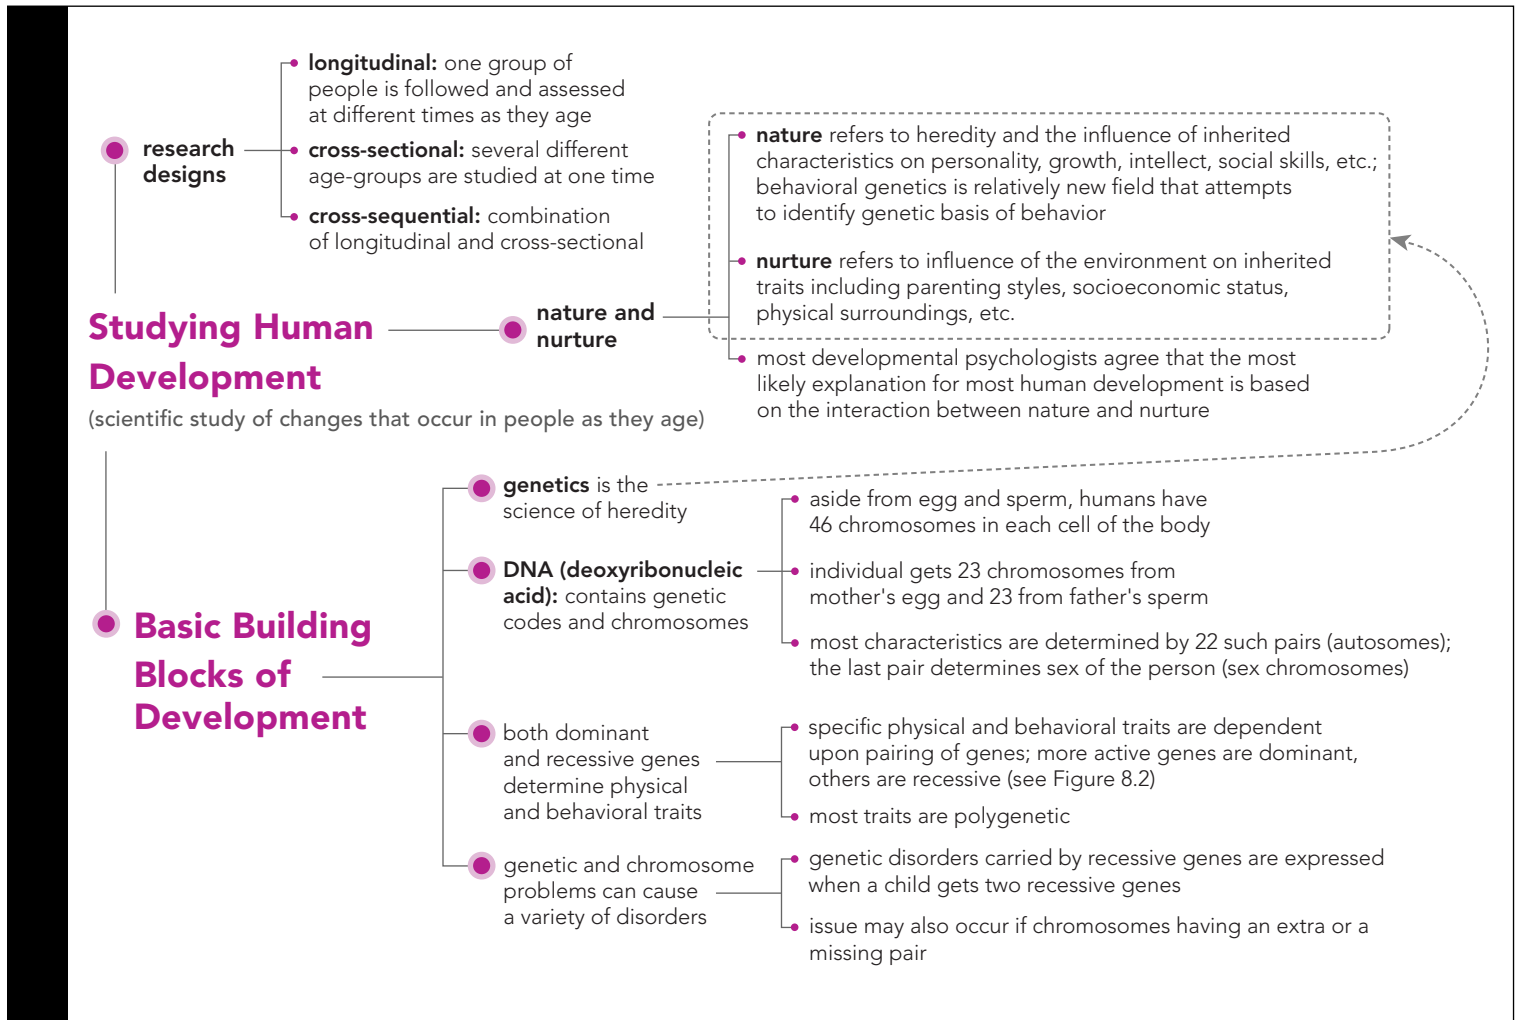 longitudinal: one group of
people is followed and assessed
at different times as they age
research
designs
cross-sectional: several different
age-groups are studied at one time
cross-sequential: combination
of longitudinal and cross-sectional
nature refers to heredity and the influence of inherited
characteristics on personality, growth, intellect, social skills, etc.;
behavioral genetics is relatively new field that attempts
to identify genetic basis of behavior
Studying Human
Development
(scientific study of changes that occur in people as they age)
nature and
nurture
nurture refers to influence of the environment on inherited
traits including parenting styles, socioeconomic status,
physical surroundings, etc.
most developmental psychologists agree that the most
likely explanation for most human development is based
on the interaction between nature and nurture
Basic Building
Blocks of
Development
genetics is the
science of heredity
DNA (deoxyribonucleic
acid): contains genetic
codes and chromosomes
aside from egg and sperm, humans have
46 chromosomes in each cell of the body
individual gets 23 chromosomes from
mother's egg and 23 from father's sperm
most characteristics are determined by 22 such pairs (autosomes);
the last pair determines sex of the person (sex chromosomes)
both dominant
and recessive genes
determine physical
and behavioral traits
specific physical and behavioral traits are dependent
upon pairing of genes; more active genes are dominant,
others are recessive (see Figure 8.2)
most traits are polygenetic
genetic and chromosome
problems can cause
a variety of disorders
genetic disorders carried by recessive genes are expressed
when a child gets two recessive genes
issue may also occur if chromosomes having an extra or a
missing pair